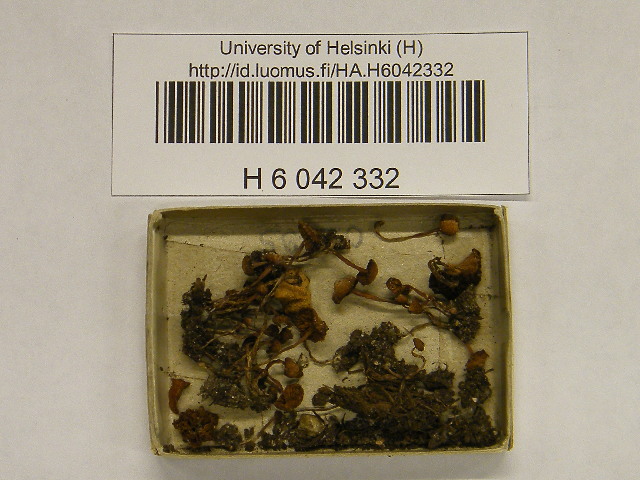 University of Helsinki (H)
http://id.luomus.fi/HA.H6042332
H 6 042 332